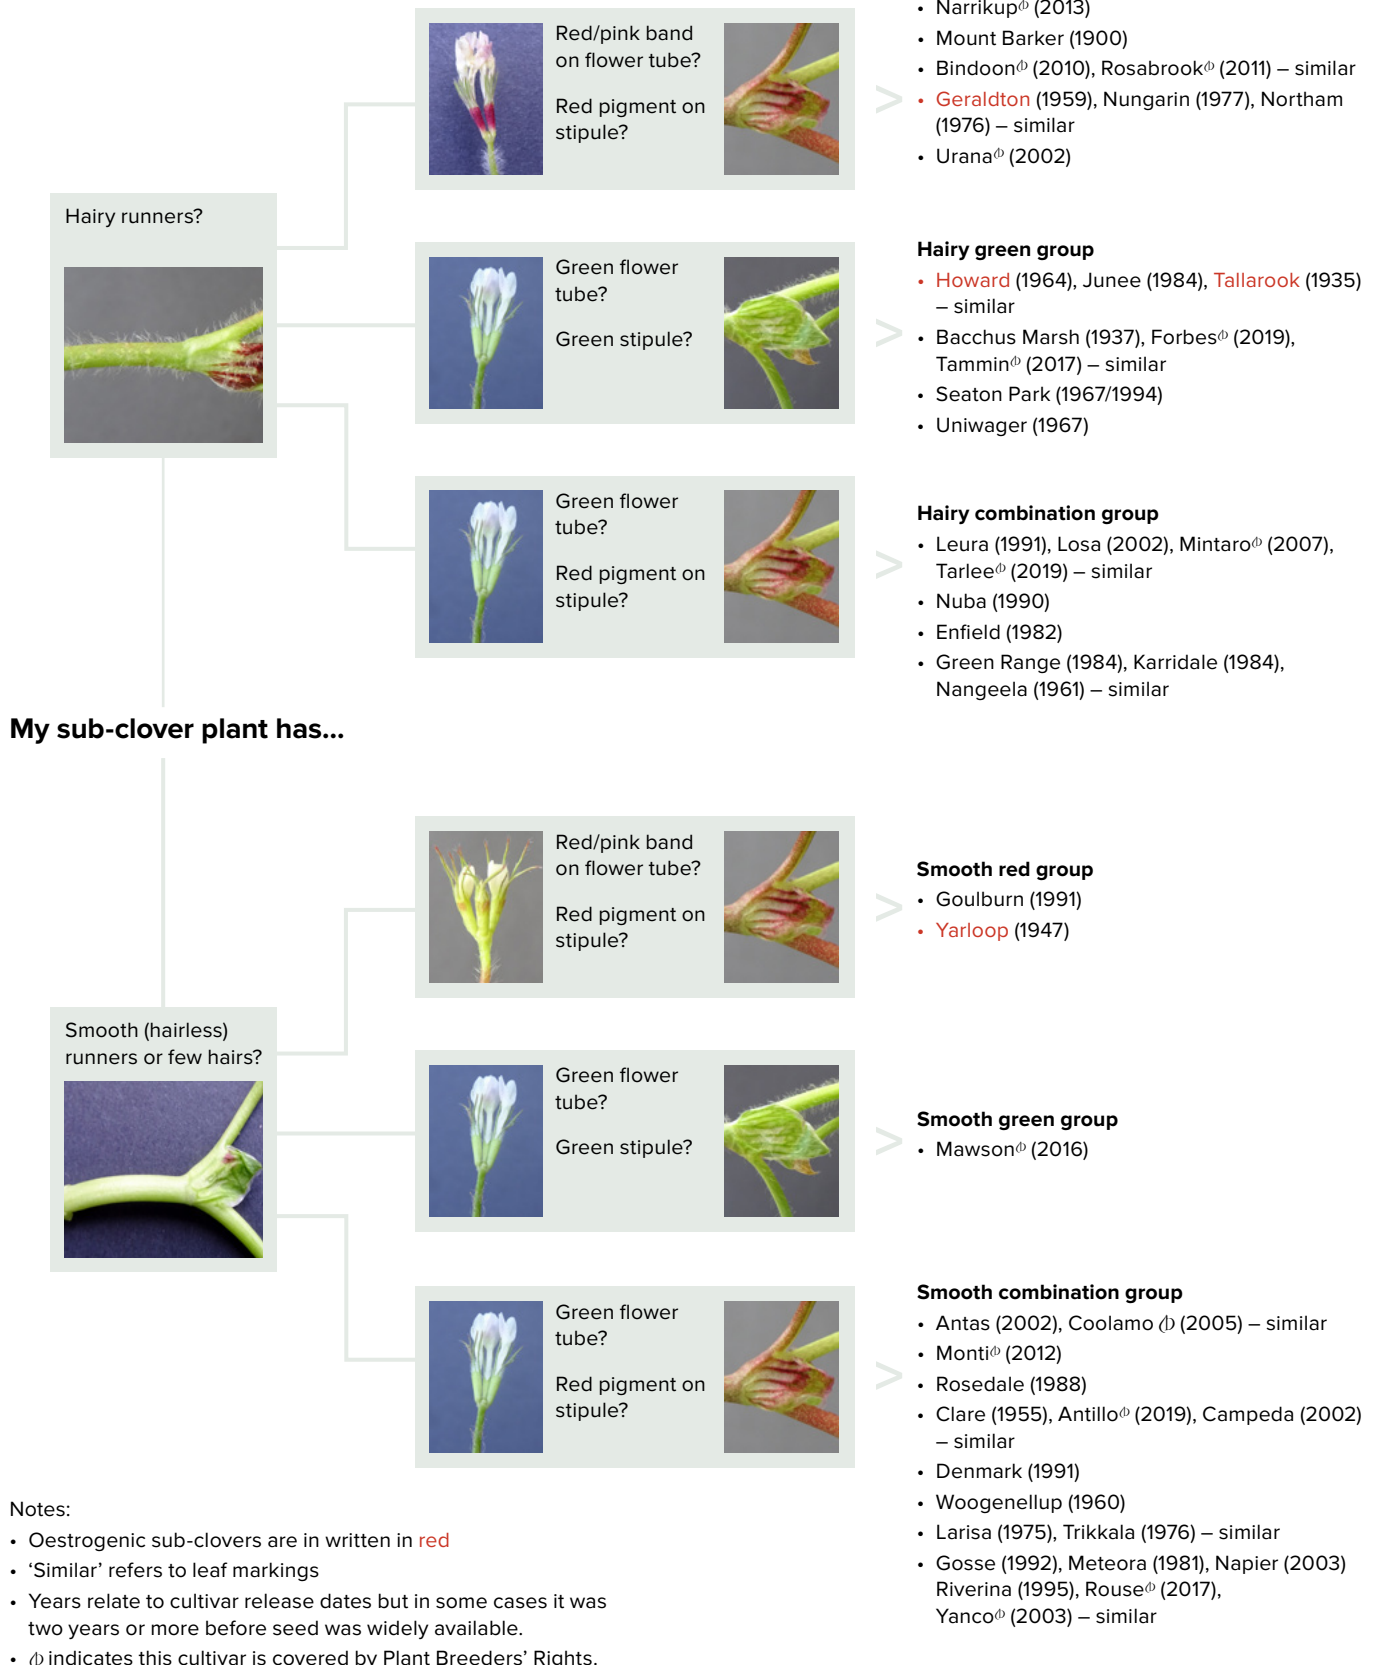 Red/pink band
on flower tube?
Red pigment on
stipule?
• Narrikup⏀ (2013)
• Mount Barker (1900)
• Bindoon⏀ (2010), Rosabrook⏀ (2011) – similar
• Geraldton (1959), Nungarin (1977), Northam
(1976) – similar
• Urana⏀ (2002)
Hairy runners?
Green flower
tube?
Green stipule?
Hairy green group
• Howard (1964), Junee (1984), Tallarook (1935)
– similar
• Bacchus Marsh (1937), Forbes⏀ (2019),
Tammin⏀ (2017) – similar
• Seaton Park (1967/1994)
• Uniwager (1967)
Green flower
tube?
Red pigment on
stipule?
Hairy combination group
• Leura (1991), Losa (2002), Mintaro⏀ (2007),
Tarlee⏀ (2019) – similar
• Nuba (1990)
• Enfield (1982)
• Green Range (1984), Karridale (1984),
Nangeela (1961) – similar
My sub-clover plant has...
Red/pink band
on flower tube?
Red pigment on
stipule?
Smooth red group
• Goulburn (1991)
• Yarloop (1947)
Smooth (hairless)
runners or few hairs?
Green flower
tube?
Green stipule?
Smooth green group
• Mawson⏀ (2016)
Green flower
tube?
Red pigment on
stipule?
Smooth combination group
• Antas (2002), Coolamo ⏀ (2005) – similar
• Monti⏀ (2012)
• Rosedale (1988)
• Clare (1955), Antillo⏀ (2019), Campeda (2002)
– similar
• Denmark (1991)
• Woogenellup (1960)
• Larisa (1975), Trikkala (1976) – similar
• Gosse (1992), Meteora (1981), Napier (2003)
Riverina (1995), Rouse⏀ (2017),
Yanco⏀ (2003) – similar
Notes:
• Oestrogenic sub-clovers are in written in red
• ‘Similar’ refers to leaf markings
• Years relate to cultivar release dates but in some cases it was
two years or more before seed was widely available.
• ⏀ indicates this cultivar is covered by Plant Breeders’ Rights.